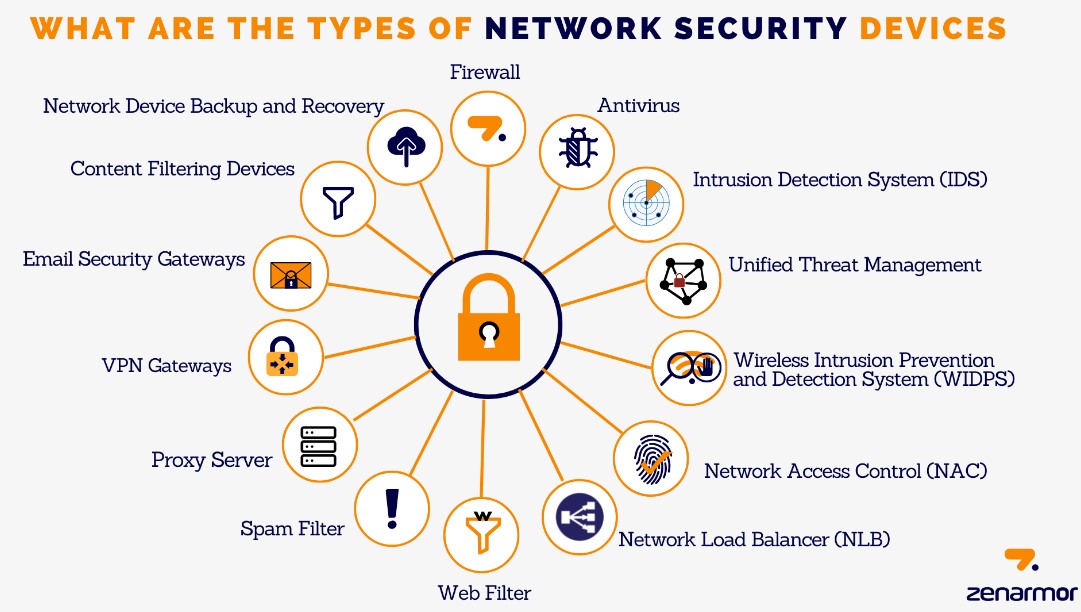 WHAT ARE THE TYPES OF NETWORK SECURITY DEVICES
Firewall
Antivirus
Intrusion Detection System (IDS)
Unified Threat Management
Wireless Intrusion Prevention
and Detection System (WIDPS)
Network Access Control (NAC)
Network Load Balancer (NLB)
Web Filter
W
Spam Filter
Proxy Server
VPN Gateways
Email Security Gateways
Content Filtering Devices
Network Device Backup and Recovery
zenarmor